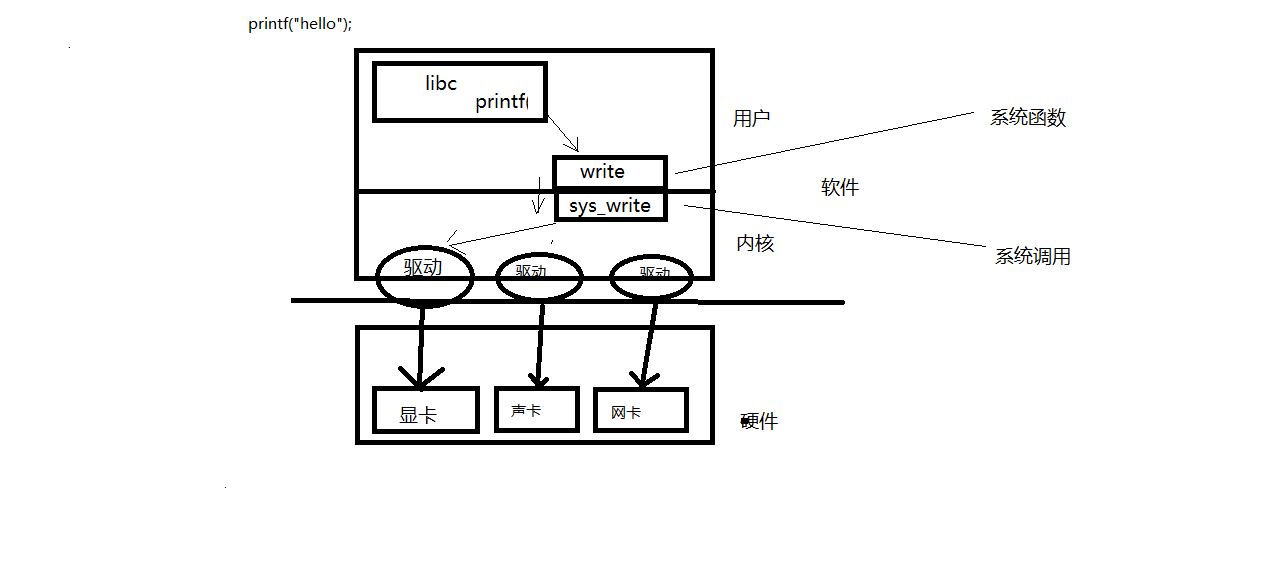 printf("hello");
libc
printf(
用户
系统函数
write
软件
sys_write
内核
系统调用
驱动
驱动
驱动
显卡
声卡
网卡
硬件